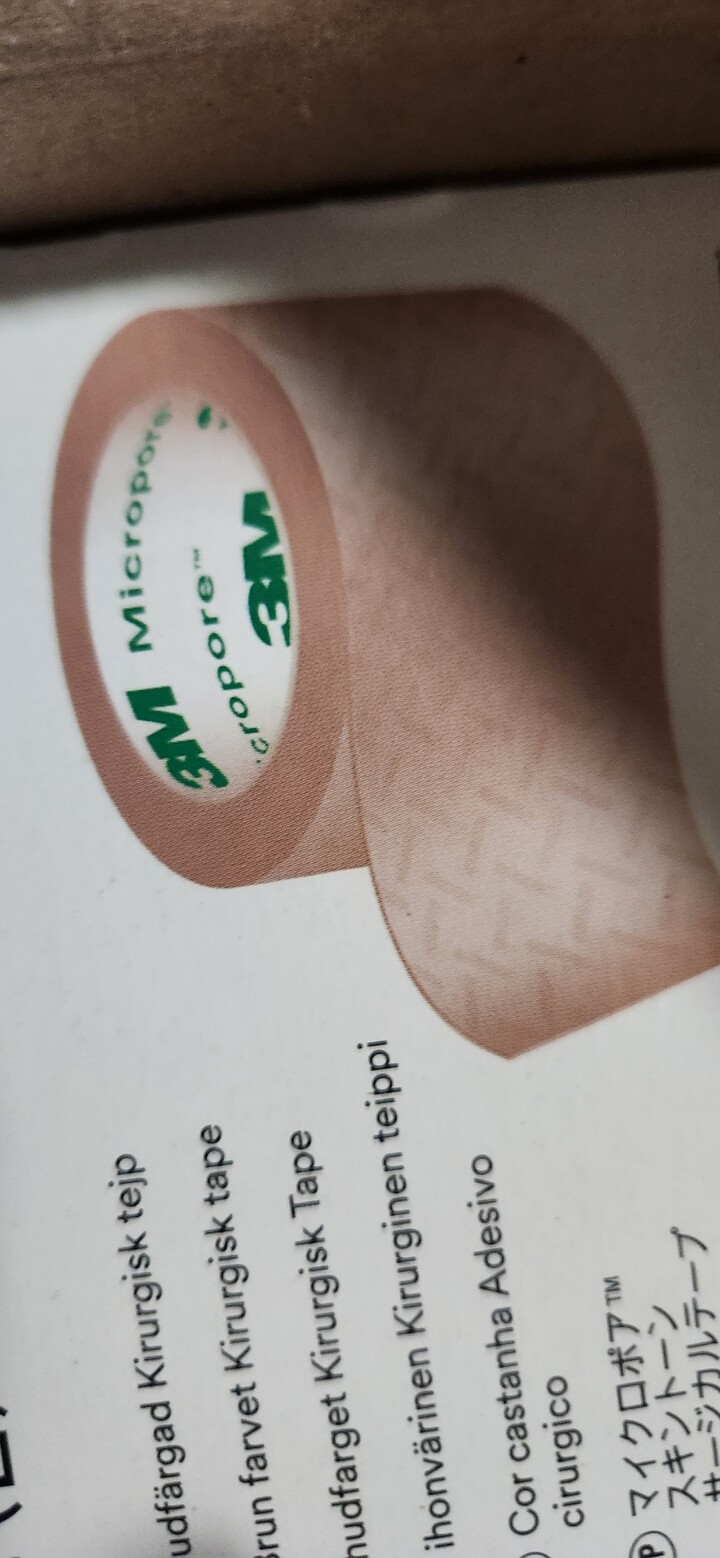 3M Micropore
cropore™
3M
udfärgad Kirurgisk tejp
run farvet Kirurgisk tape
hudfarget Kirurgisk Tape
ihonvärinen Kirurginen teippi
Cor castanha Adesivo
cirurgico
マイクロポア™
スキントーン
サージカルテープ